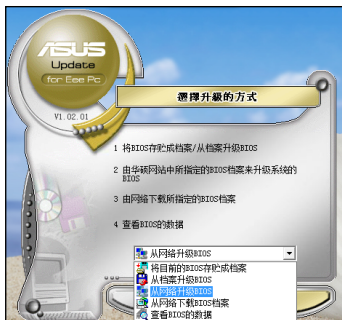 ASUS
Update
for Eee Pc
V1.02.01
選擇升級的方式
1 将BIOS存贮成档案/从档案升级BIOS
2 由华硕网站中所指定的BIOS档案来升级系统的
BIOS
3 由网络下载所指定的BIOS档案
4 查看BIOS的数据
从网络升级BIOS
将目前的BIOS存贮成档案
从档案升级BIOS
从网络升级BIOS
从网络下载BIOS档案
查看BIOS的数据